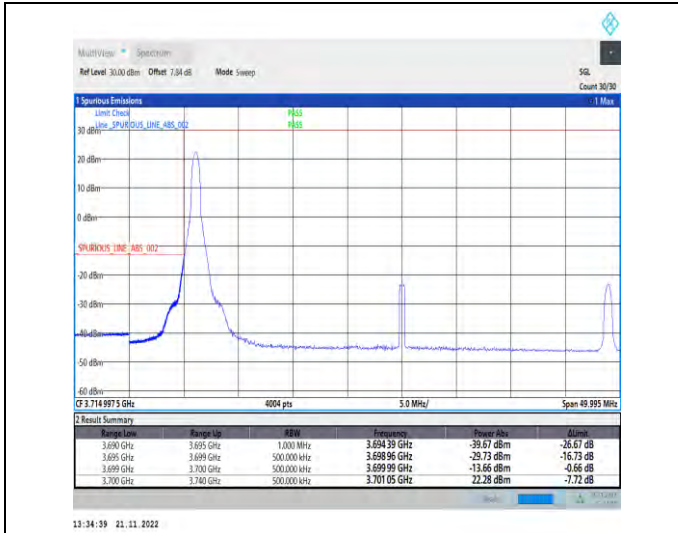 MultiView Spectrum
Ref Level 30.00 dBm Offset 7.84 dB Mode Sweep SGL
Count 30/30
1 Spurious Emissions 1 Max
Limit Check PASS
Line _SPURIOUS_LINE_ABS_002 PASS
30 dBm
20 dBm
10 dBm
0 dBm
SPURIOUS_LINE_ABS_002
-20 dBm
-30 dBm
-40 dBm
-50 dBm
-60 dBm
CF 3.714 997 5 GHz 4004 pts 5.0 MHz/ Span 49.995 MHz
2 Result Summary
Range Low Range Up RBW Frequency Power Abs ΔLimit
3.690 GHz 3.695 GHz 1.000 MHz 3.694 39 GHz -39.67 dBm -26.67 dB
3.695 GHz 3.699 GHz 500.000 kHz 3.698 96 GHz -29.73 dBm -16.73 dB
3.699 GHz 3.700 GHz 500.000 kHz 3.699 99 GHz -13.66 dBm -0.66 dB
3.700 GHz 3.740 GHz 500.000 kHz 3.701 05 GHz 22.28 dBm -7.72 dB
13:34:39 21.11.2022